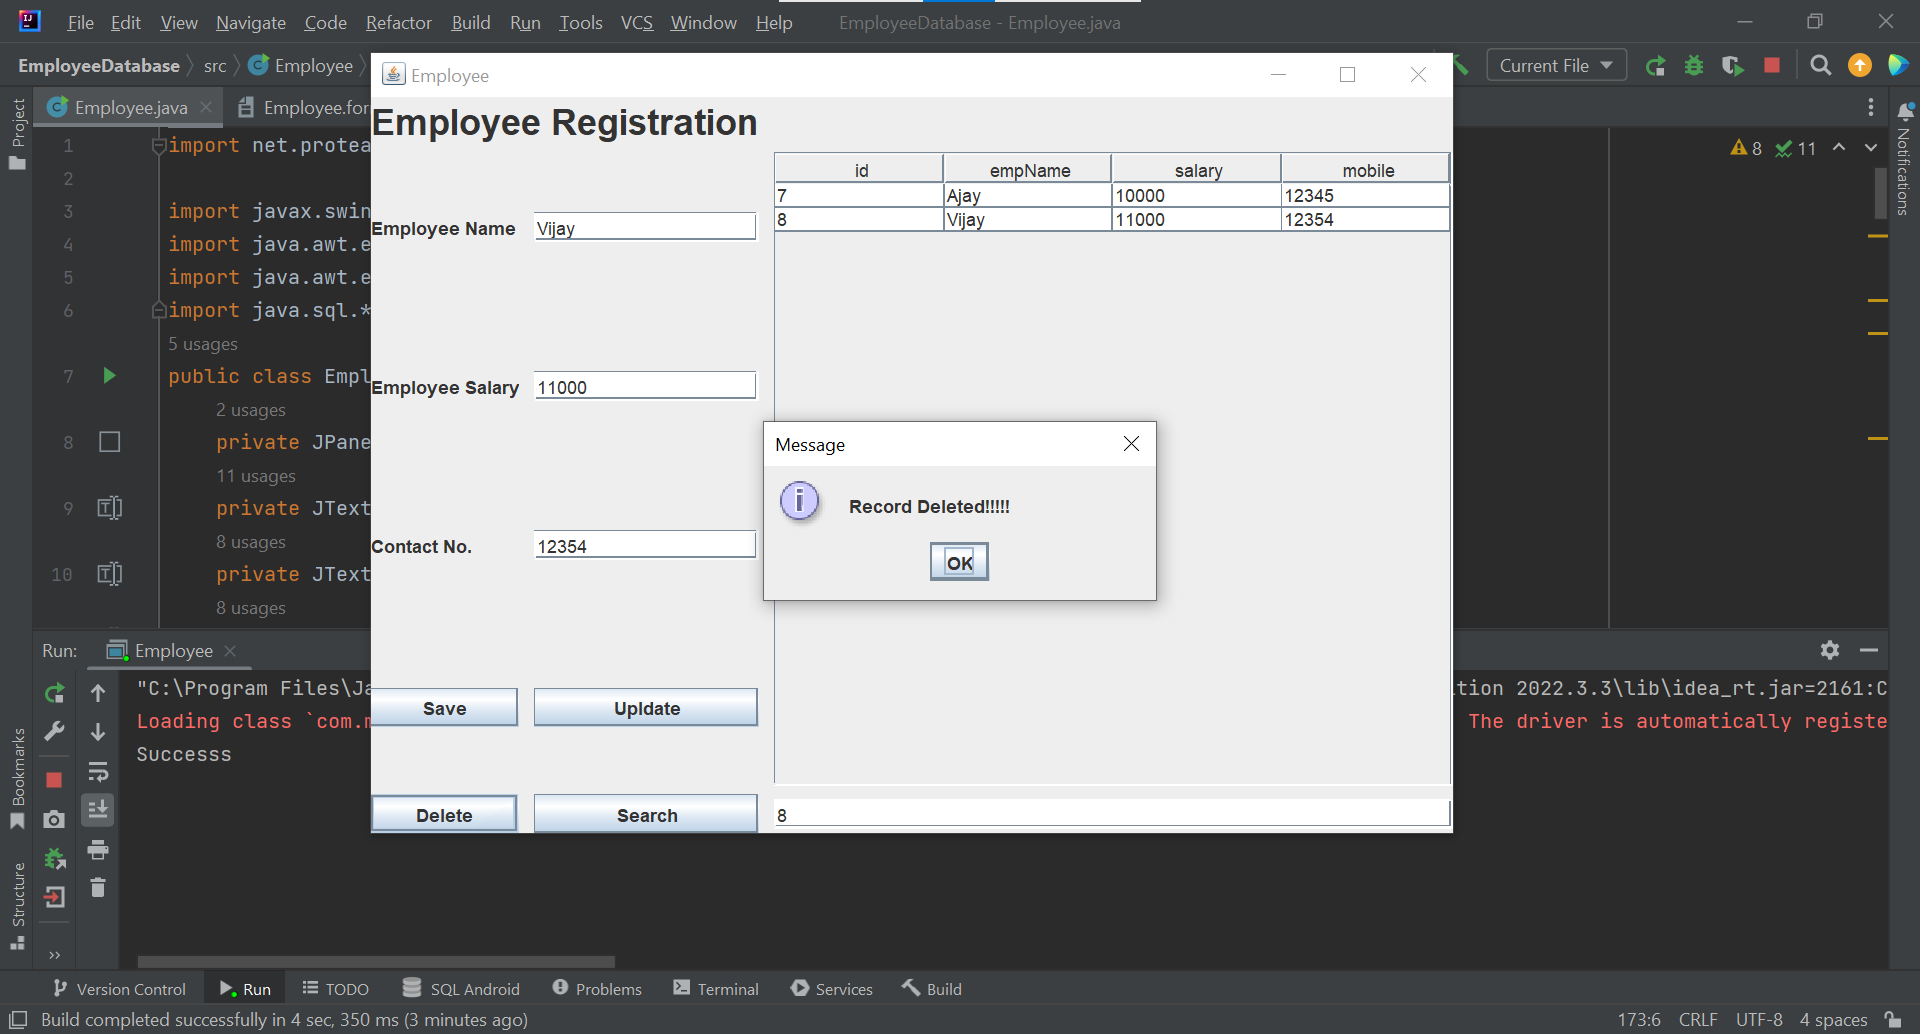 File Edit View Navigate Code Refactor Build Run Tools VCS Window Help EmployeeDatabase - Employee.java
EmployeeDatabase src Employee
Current File
Employee
Employee.java
Employee.for
Project
Notifications
8 11
1 import net.protea
2
3 import javax.swin
4 import java.awt.e
5 import java.awt.e
6 import java.sql.*
5 usages
7 public class Empl
2 usages
8 private JPane
11 usages
9 private JText
8 usages
10 private JText
8 usages
Employee Registration
id empName salary mobile
7 Ajay 10000 12345
8 Vijay 11000 12354
Employee Name Vijay
Employee Salary 11000
Contact No. 12354
Save UpIdate
Delete Search 8
Message
Record Deleted!!!!!
OK
Run: Employee
"C:\Program Files\Ja
tion 2022.3.3\lib\idea_rt.jar=2161:C
Loading class `com.m
The driver is automatically registe
Successs
Bookmarks
Structure
Version Control Run TODO SQL Android Problems Terminal Services Build
Build completed successfully in 4 sec, 350 ms (3 minutes ago)
173:6 CRLF UTF-8 4 spaces